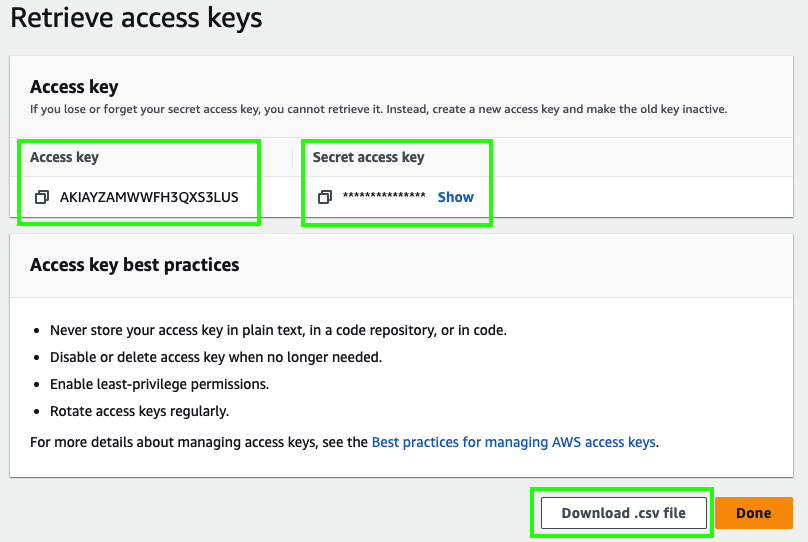 Retrieve access keys
Access key
If you lose or forget your secret access key, you cannot retrieve it. Instead, create a new access key and make the old key inactive.
Access key
Secret access key
AKIAYZAMWWFH3QXS3LUS
*************** Show
Access key best practices
• Never store your access key in plain text, in a code repository, or in code.
• Disable or delete access key when no longer needed.
• Enable least-privilege permissions.
• Rotate access keys regularly.
For more details about managing access keys, see the Best practices for managing AWS access keys.
Download .csv file
Done